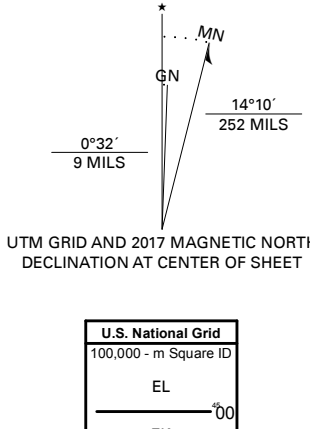 ★
MN
GN
0°32´
9 MILS
14°10´
252 MILS
UTM GRID AND 2017 MAGNETIC NORTH
DECLINATION AT CENTER OF SHEET
U.S. National Grid
100,000 - m Square ID
EL
4500